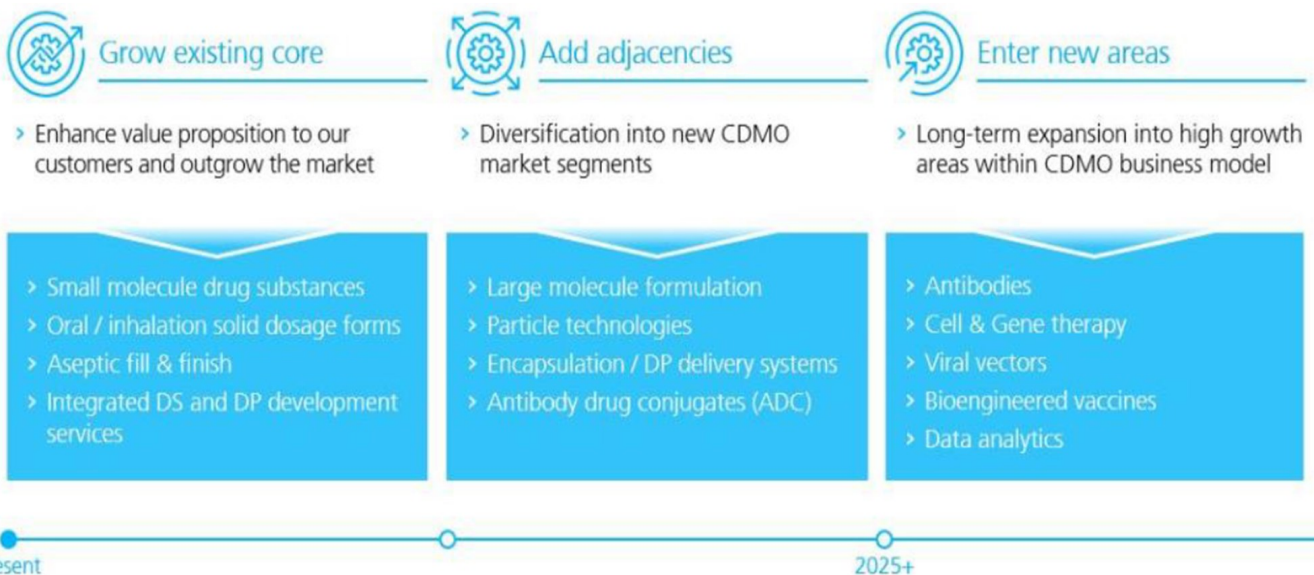 Grow existing core
› Enhance value proposition to our
customers and outgrow the market
› Small molecule drug substances
› Oral / inhalation solid dosage forms
› Aseptic fill & finish
› Integrated DS and DP development
services
Add adjacencies
› Diversification into new CDMO
market segments
› Large molecule formulation
› Particle technologies
› Encapsulation / DP delivery systems
› Antibody drug conjugates (ADC)
Enter new areas
› Long-term expansion into high growth
areas within CDMO business model
› Antibodies
› Cell & Gene therapy
› Viral vectors
› Bioengineered vaccines
› Data analytics
esent
2025+